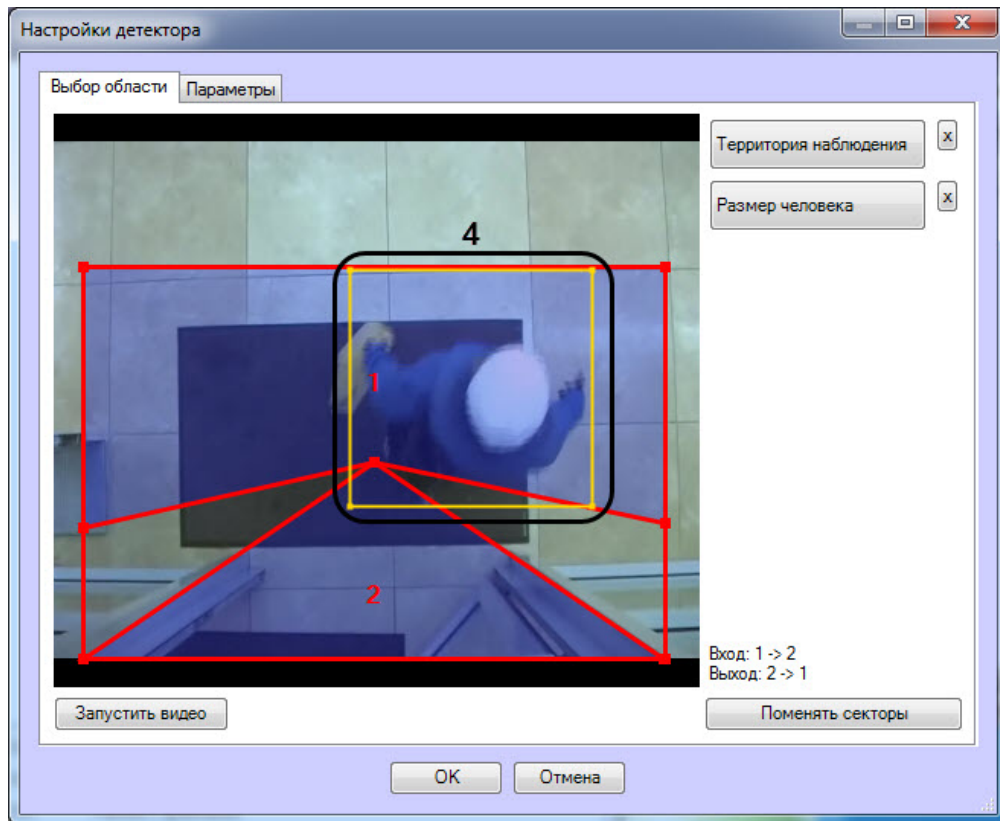 Настройки детектора
Выбор области
Параметры
Территория наблюдения
x
Размер человека
x
4
1
2
Вход: 1 -> 2
Выход: 2 -> 1
Запустить видео
Поменять секторы
OK
Отмена